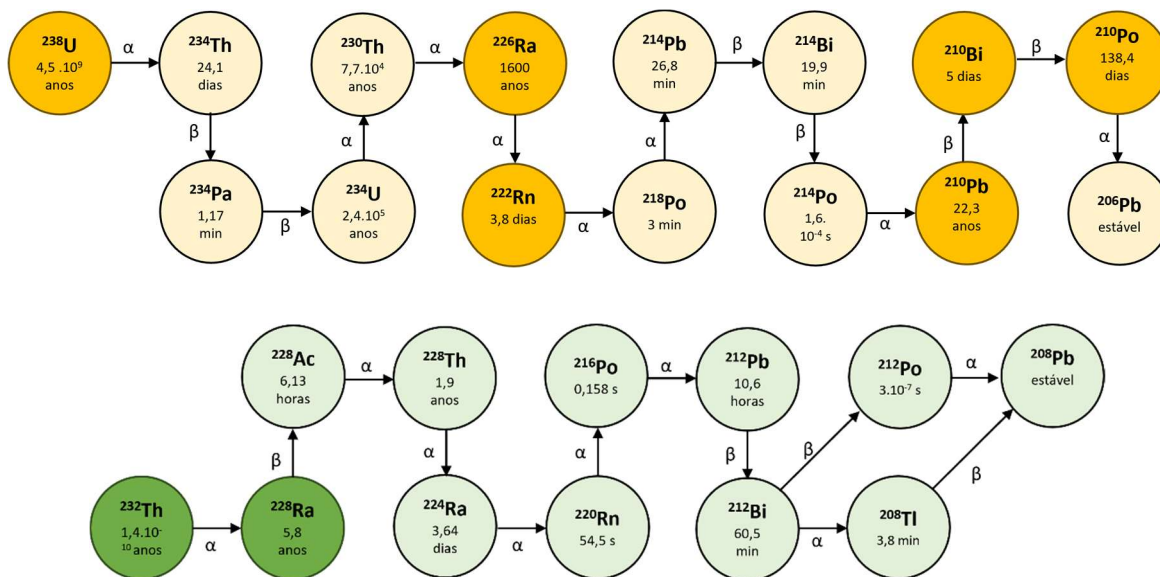 ²³⁸U
4,5 .10⁹
anos
α
²³⁴Th
24,1
dias
β
²³⁴Pa
1,17
min
β
²³⁴U
2,4.10⁵
anos
α
²³⁰Th
7,7.10⁴
anos
α
²²⁶Ra
1600
anos
α
²²²Rn
3,8 dias
α
²¹⁸Po
3 min
α
²¹⁴Pb
26,8
min
β
²¹⁴Bi
19,9
min
β
²¹⁴Po
1,6.
10⁻⁴ s
α
²¹⁰Pb
22,3
anos
β
²¹⁰Bi
5 dias
β
²¹⁰Po
138,4
dias
α
²⁰⁶Pb
estável
²³²Th
1,4.10⁻
¹⁰ anos
α
²²⁸Ra
5,8
anos
β
²²⁸Ac
6,13
horas
α
²²⁸Th
1,9
anos
α
²²⁴Ra
3,64
dias
α
²²⁰Rn
54,5 s
α
²¹⁶Po
0,158 s
α
²¹²Pb
10,6
horas
β
²¹²Bi
60,5
min
β
²¹²Po
3.10⁻⁷ s
α
α
²⁰⁸Tl
3,8 min
β
²⁰⁸Pb
estável